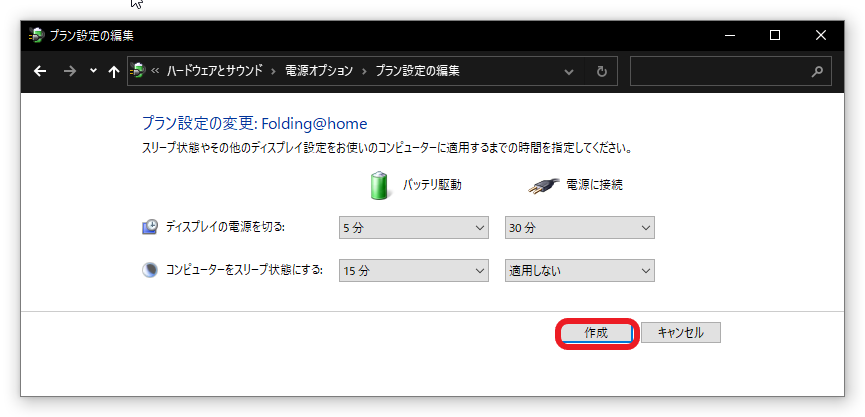 プラン設定の編集
« ハードウェアとサウンド › 電源オプション › プラン設定の編集
プラン設定の変更: Folding@home
スリープ状態やその他のディスプレイ設定をお使いのコンピューターに適用するまでの時間を指定してください。
バッテリ駆動 電源に接続
ディスプレイの電源を切る: 5 分 30 分
コンピューターをスリープ状態にする: 15 分 適用しない
作成 キャンセル